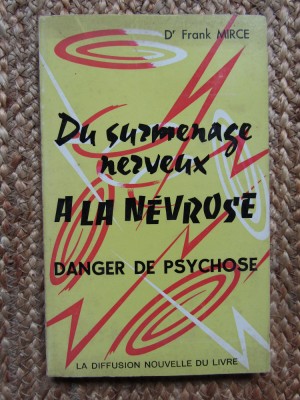 Dr Frank MIRCE
Du surmenage
nerveux
A LA NÉVROSE
DANGER DE PSYCHOSE
LA DIFFUSION NOUVELLE DU LIVRE